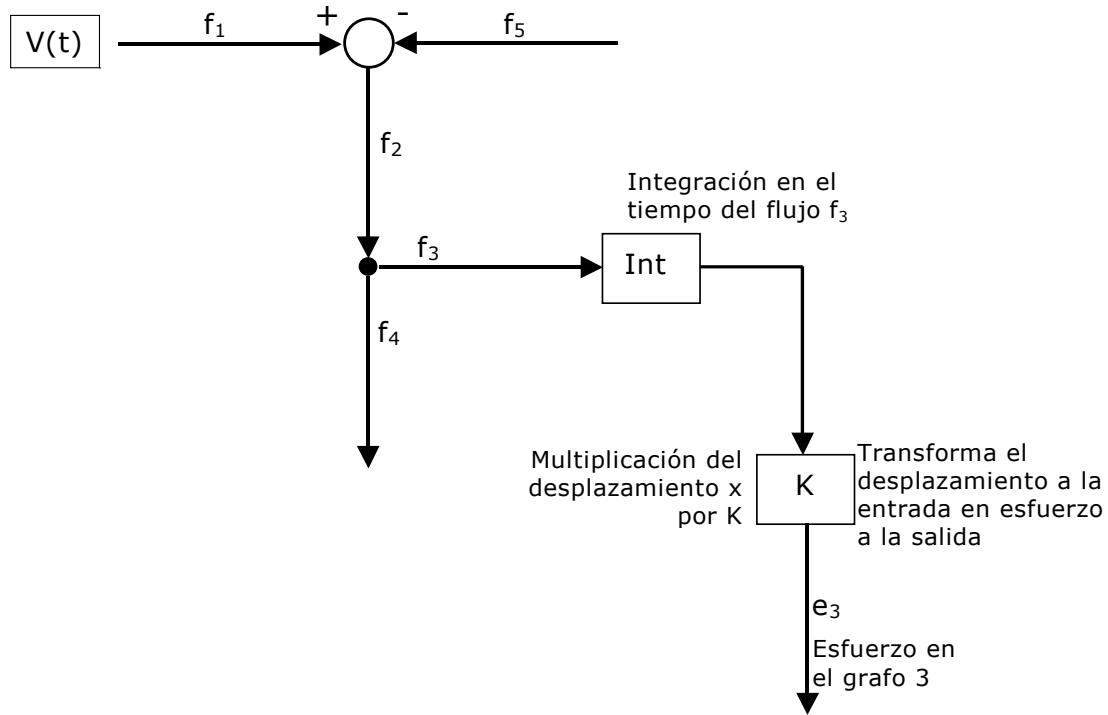 V(t)
f₁
+
-
f₅
f₂
Integración en el
tiempo del flujo f₃
f₃
Int
f₄
Multiplicación del
desplazamiento x
por K
K
Transforma el
desplazamiento a la
entrada en esfuerzo
a la salida
e₃
Esfuerzo en
el grafo 3